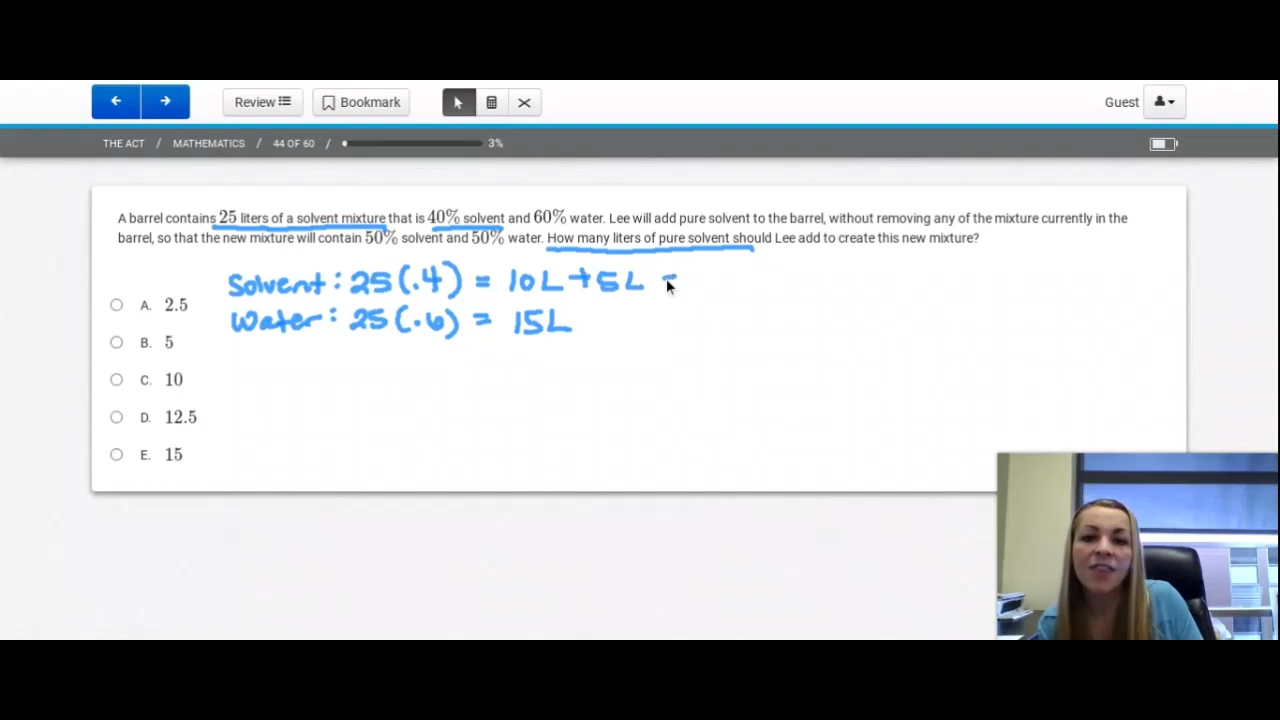 Review Bookmark Guest
THE ACT / MATHEMATICS / 44 OF 60 / 3%
A barrel contains 25 liters of a solvent mixture that is 40% solvent and 60% water. Lee will add pure solvent to the barrel, without removing any of the mixture currently in the
barrel, so that the new mixture will contain 50% solvent and 50% water. How many liters of pure solvent should Lee add to create this new mixture?
Solvent: 25(.4) = 10L+5L =
Water: 25(.6) = 15L
A. 2.5
B. 5
C. 10
D. 12.5
E. 15